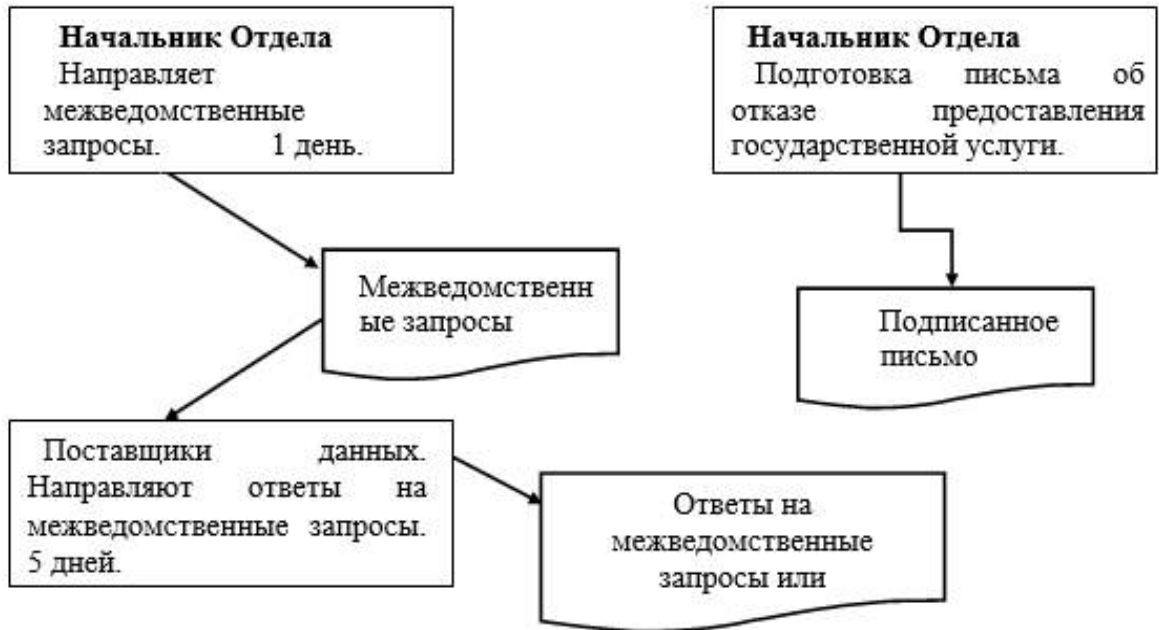 Начальник Отдела
Направляет
межведомственные
запросы. 1 день.
Начальник Отдела
Подготовка письма об
отказе предоставления
государственной услуги.
Межведомственн
ые запросы
Подписанное
письмо
Поставщики данных.
Направляют ответы на
межведомственные запросы.
5 дней.
Ответы на
межведомственные
запросы или